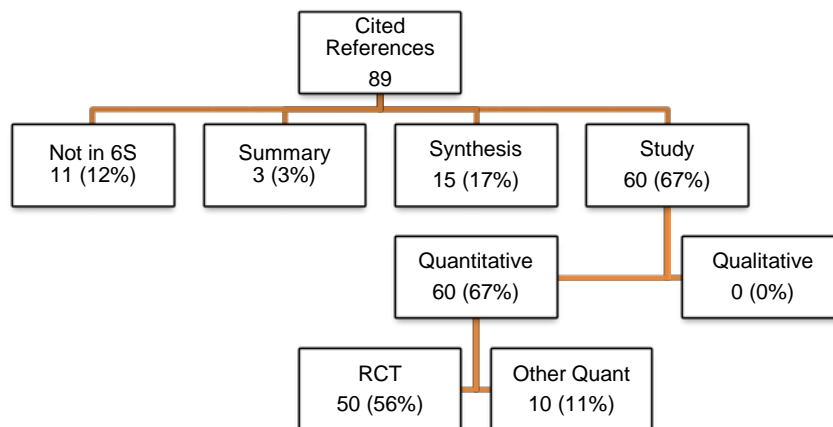 Cited
References
89
Not in 6S
11 (12%)
Summary
3 (3%)
Synthesis
15 (17%)
Study
60 (67%)
Quantitative
60 (67%)
Qualitative
0 (0%)
RCT
50 (56%)
Other Quant
10 (11%)